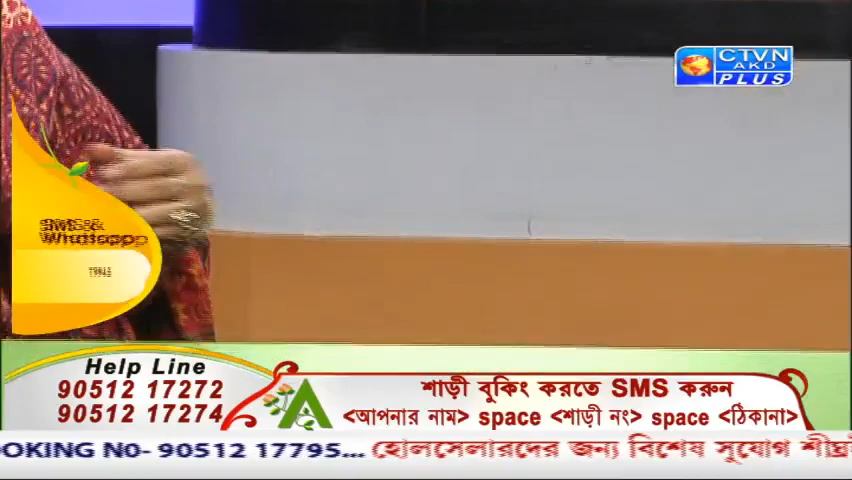 CTVN
AKD
PLUS
SMS &
Whatsapp
Help Line
90512 17272
90512 17274
শাড়ী বুকিং করতে SMS করুন
<আপনার নাম> space <শাড়ী নং> space <ঠিকানা>
OOKING N0- 90512 17795... হোলসেলারদের জন্য বিশেষ সুযোগ